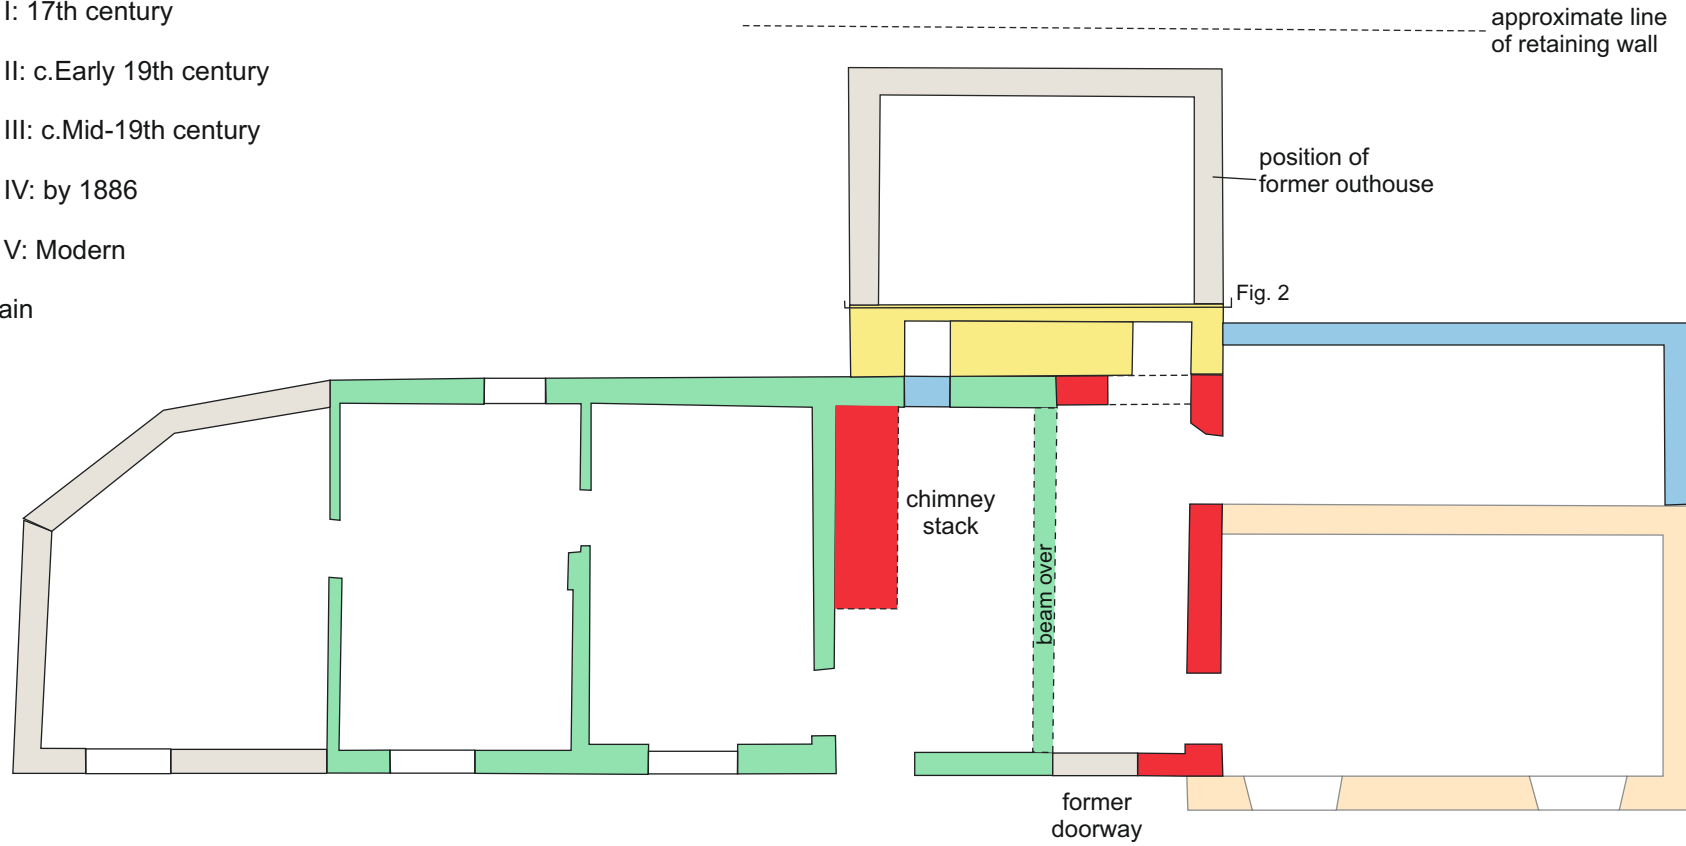 I: 17th century
approximate line
of retaining wall
II: c.Early 19th century
III: c.Mid-19th century
position of
former outhouse
IV: by 1886
V: Modern
Fig. 2
ain
chimney
stack
beam over
former
doorway